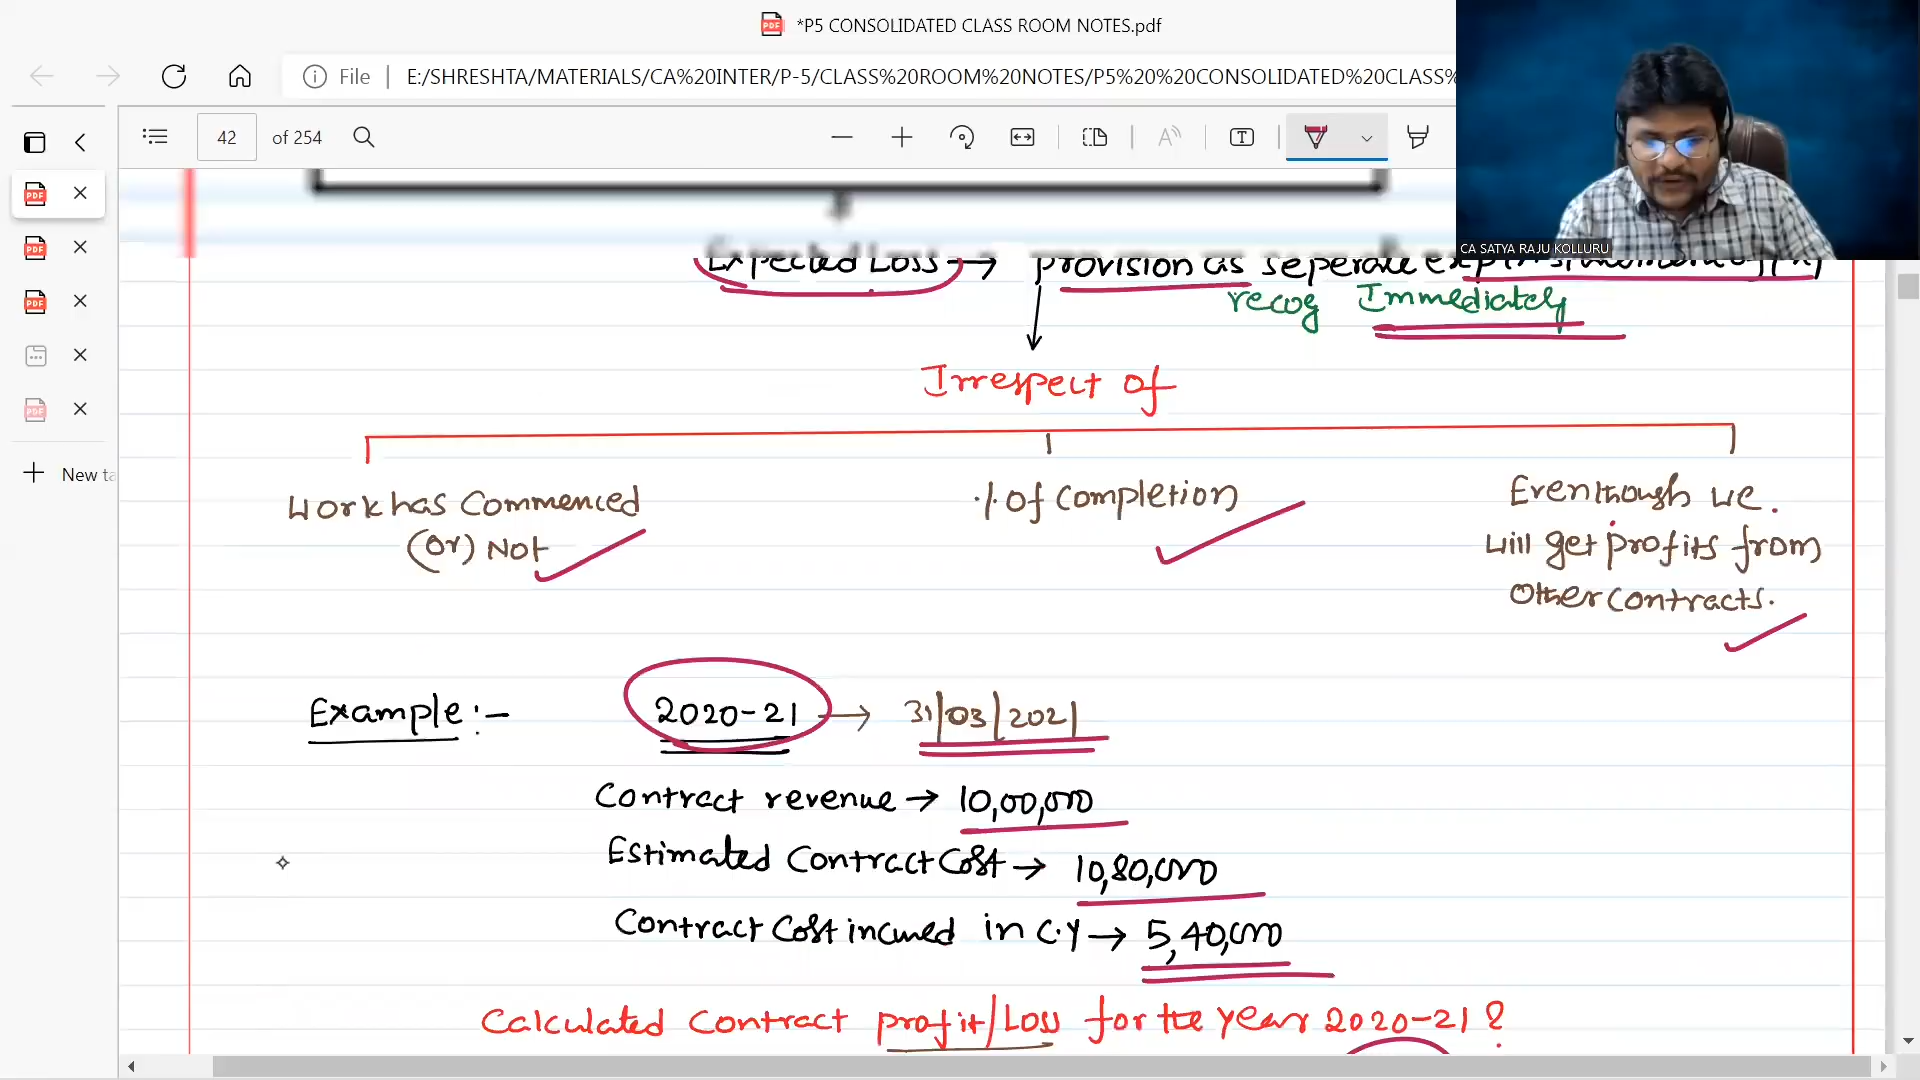 *P5 CONSOLIDATED CLASS ROOM NOTES.pdf
File E:/SHRESHTA/MATERIALS/CA%20INTER/P-5/CLASS%20ROOM%20NOTES/P5%20%20CONSOLIDATED%20CLASS%
42 of 254
CA SATYA RAJU KOLLURU
Expected Loss → provision as seperate
recog Immediately
Irrespect of
New ta
Work has Commenced
(Or) Not
% of completion
Eventhough we.
will get profits from
other contracts.
Example :- 2020-21 → 31/03/2021
Contract revenue → 10,00,000
Estimated Contract Cost → 10,80,000
Contract Cost incured in C.Y → 5,40,000
Calculated Contract profit/Loss for the year 2020-21 ?